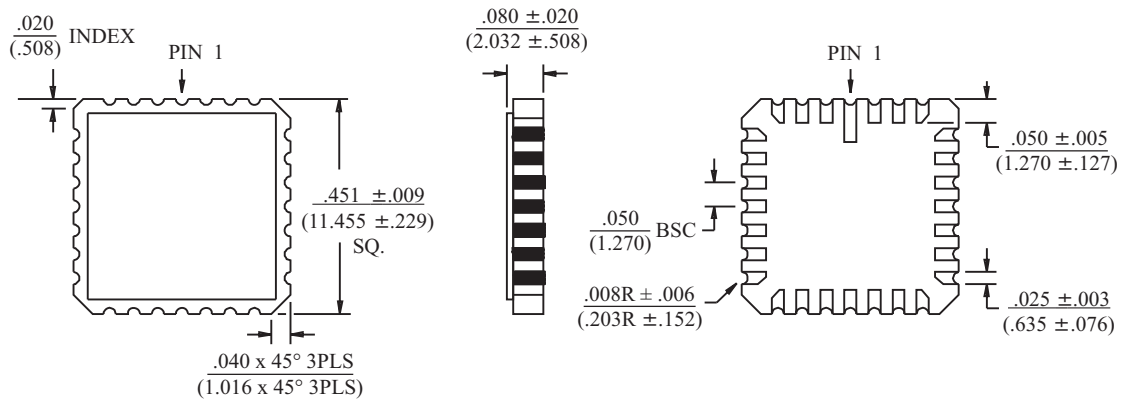 .020
(.508)
INDEX
PIN 1
.451 ±.009
(11.455 ±.229)
SQ.
.040 x 45° 3PLS
(1.016 x 45° 3PLS)
.080 ±.020
(2.032 ±.508)
PIN 1
.050 ±.005
(1.270 ±.127)
.050
(1.270)
BSC
.008R ± .006
(.203R ±.152)
.025 ±.003
(.635 ±.076)